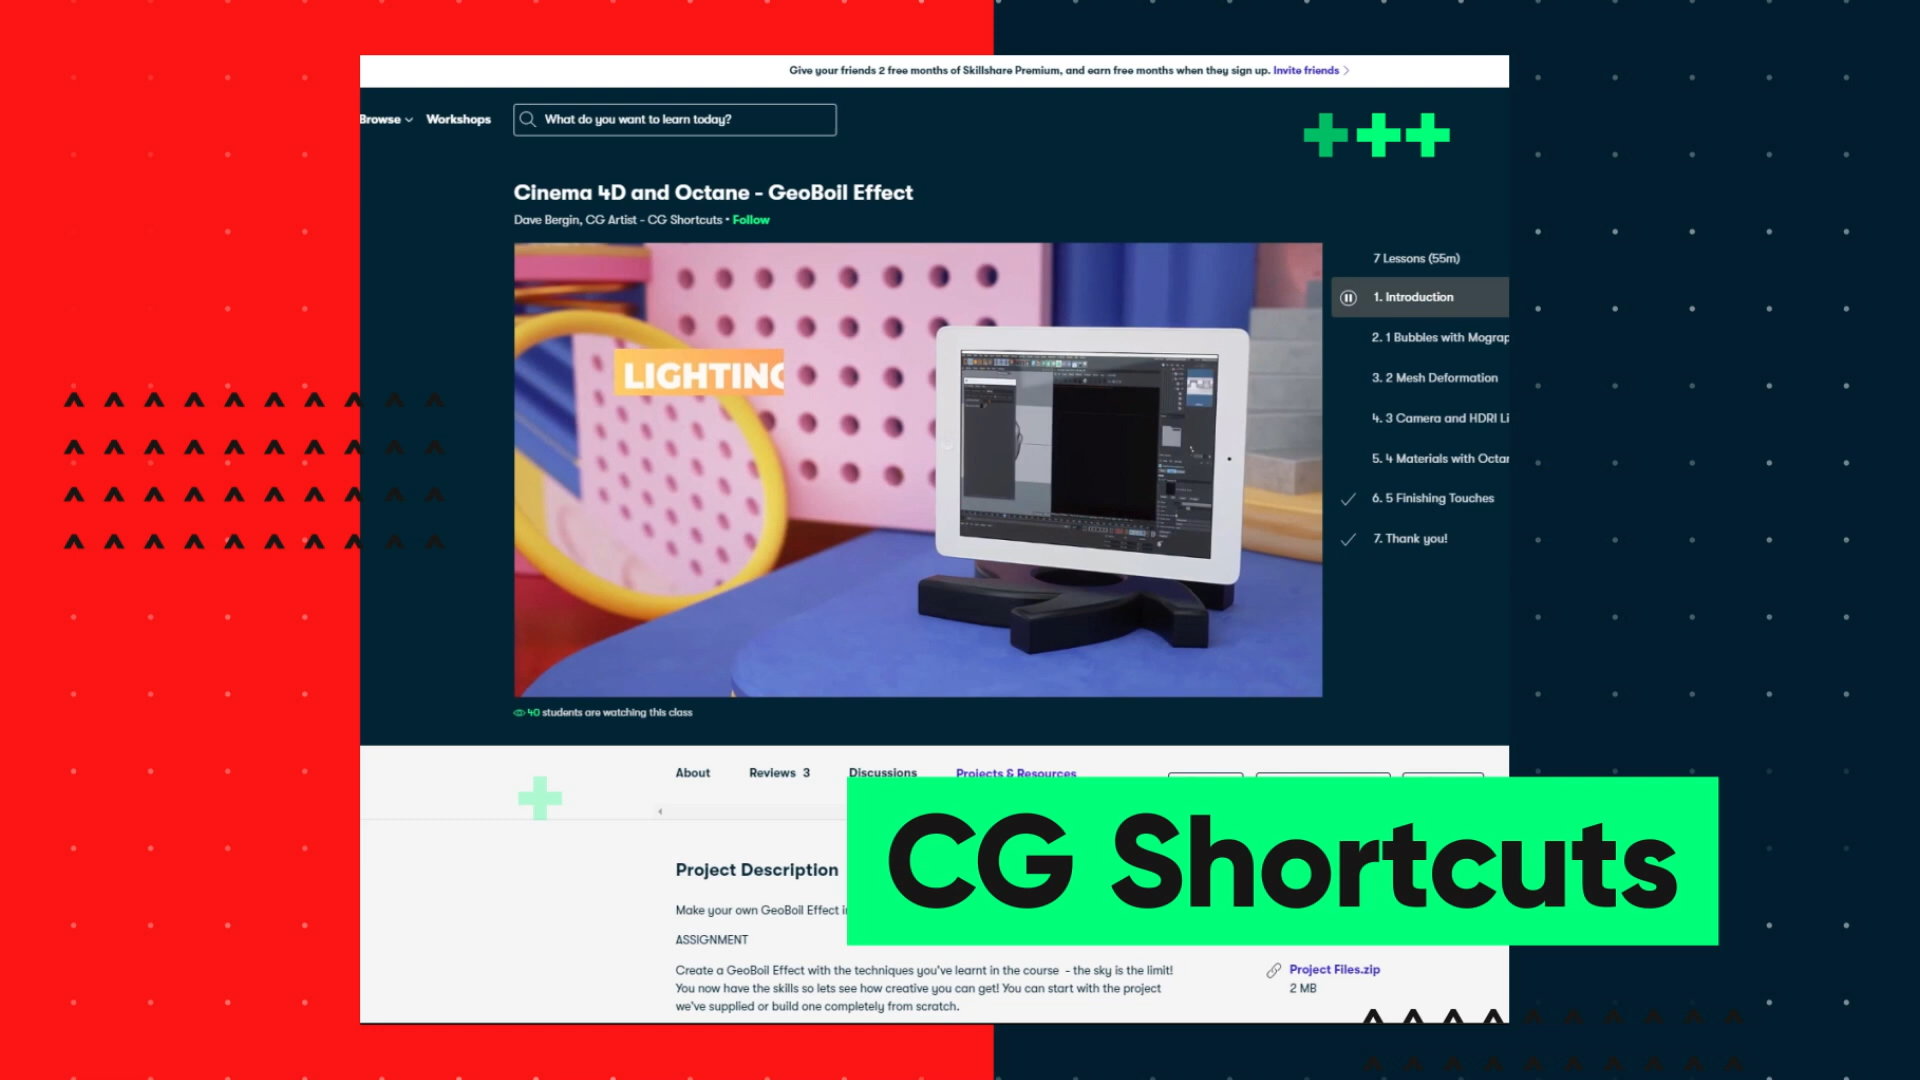 Give your friends 2 free months of Skillshare Premium, and earn free months when they sign up. Invite friends
Browse
Workshops
What do you want to learn today?
Cinema 4D and Octane - GeoBoil Effect
Dave Bergin, CG Artist - CG Shortcuts • Follow
LIGHTING
7 Lessons (55m)
1. Introduction
2. 1 Bubbles with Mograp
3. 2 Mesh Deformation
4. 3 Camera and HDRI Li
5. 4 Materials with Octan
6. 5 Finishing Touches
7. Thank you!
40 students are watching this class
About
Reviews 3
Discussions
Projects & Resources
CG Shortcuts
Project Description
Make your own GeoBoil Effect i
ASSIGNMENT
Create a GeoBoil Effect with the techniques you've learnt in the course - the sky is the limit!
You now have the skills so lets see how creative you can get! You can start with the project
we've supplied or build one completely from scratch.
Project Files.zip
2 MB